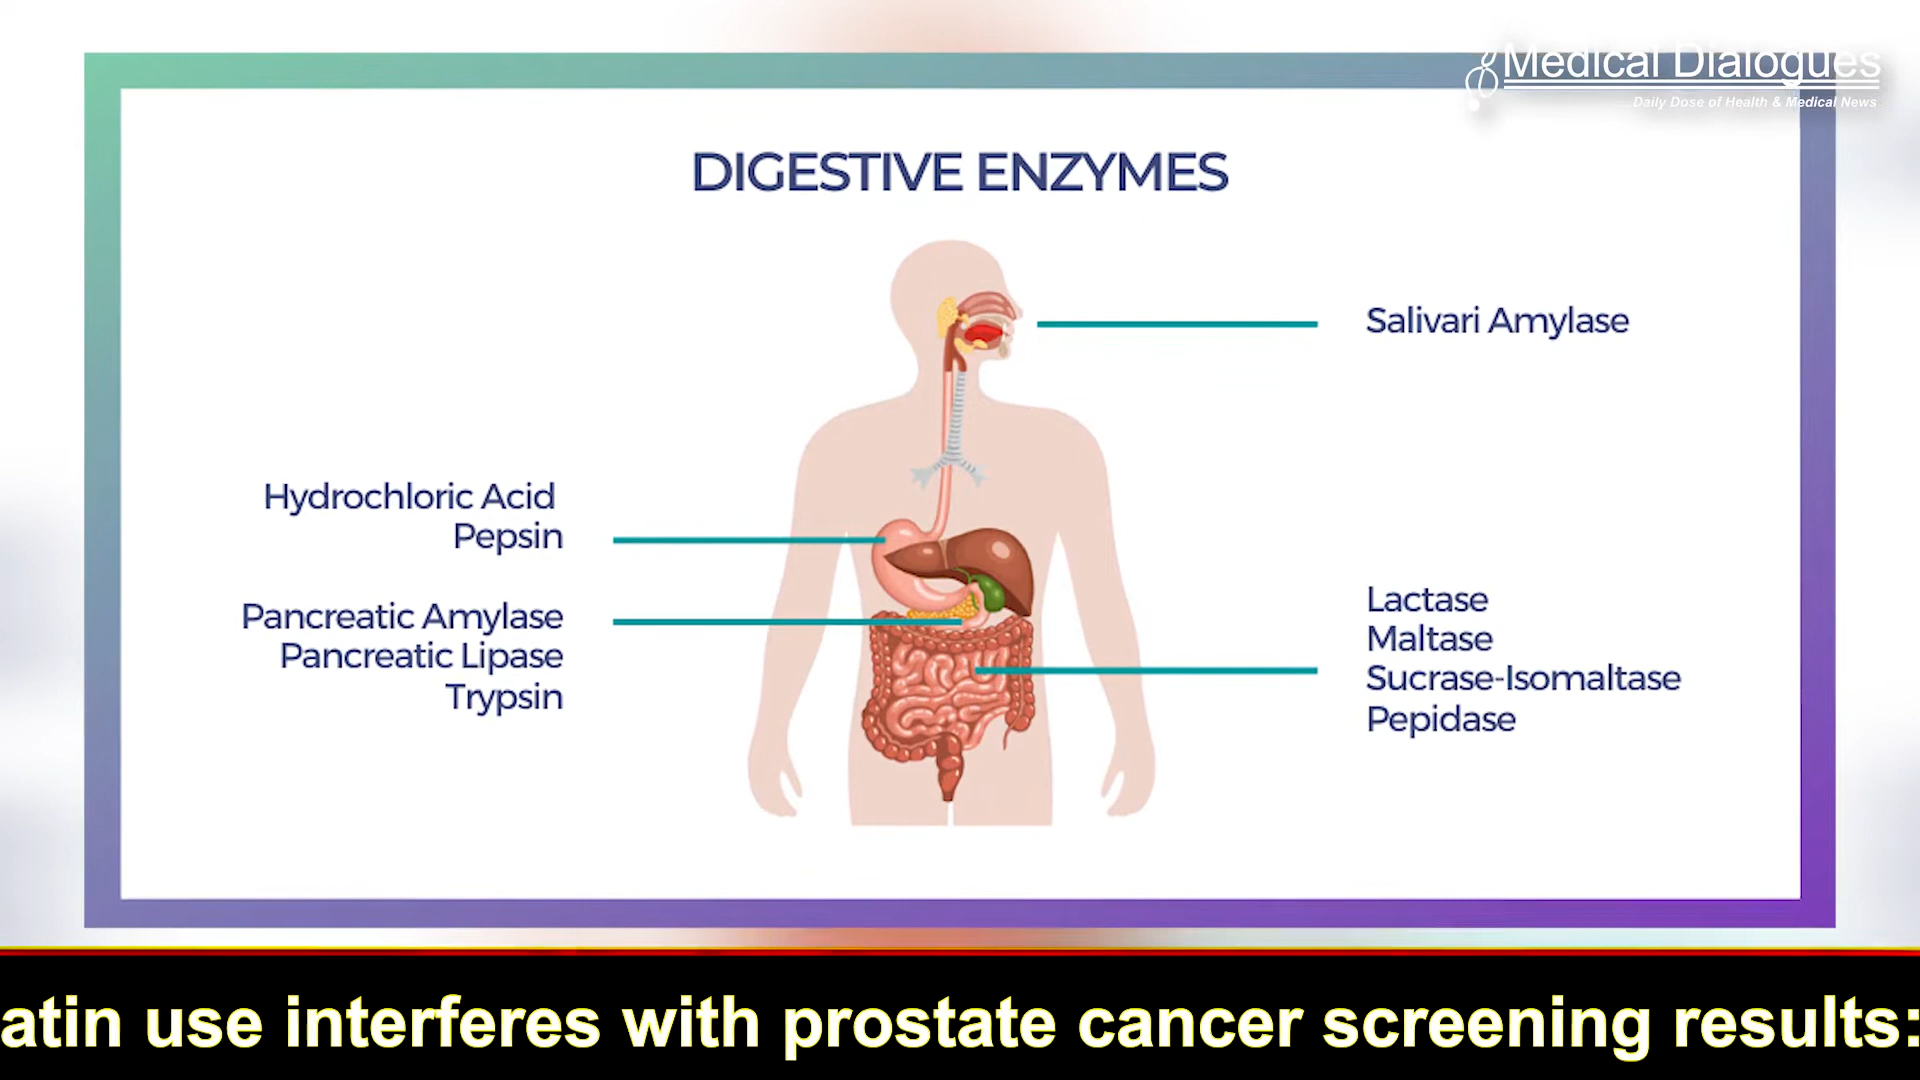 Medical Dialogues
Daily Dose of Health & Medical News
DIGESTIVE ENZYMES
Salivari Amylase
Hydrochloric Acid
Pepsin
Pancreatic Amylase
Pancreatic Lipase
Trypsin
Lactase
Maltase
Sucrase-Isomaltase
Pepidase
atin use interferes with prostate cancer screening results: